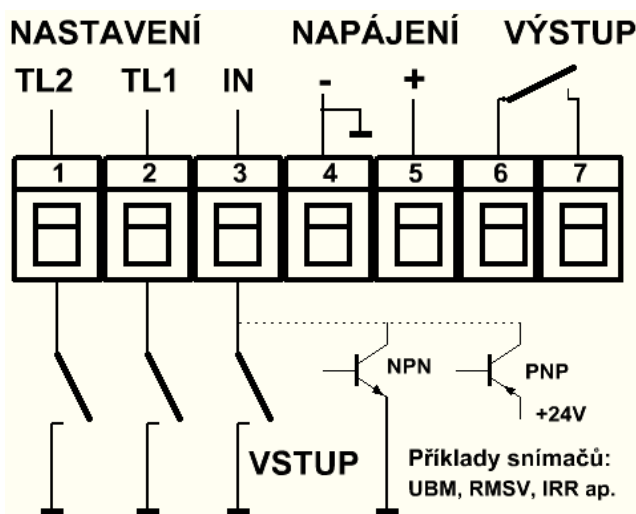 NASTAVENÍ NAPÁJENÍ VÝSTUP
TL2 TL1 IN - +
1 2 3 4 5 6 7
NPN PNP
+24V
VSTUP
Příklady snímačů:
UBM, RMSV, IRR ap.